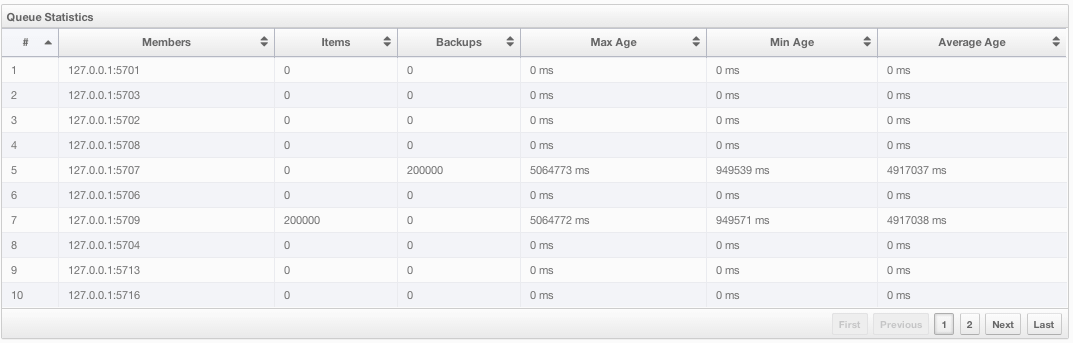 Queue Statistics
# Members Items Backups Max Age Min Age Average Age
1 127.0.0.1:5701 0 0 0 ms 0 ms 0 ms
2 127.0.0.1:5703 0 0 0 ms 0 ms 0 ms
3 127.0.0.1:5702 0 0 0 ms 0 ms 0 ms
4 127.0.0.1:5708 0 0 0 ms 0 ms 0 ms
5 127.0.0.1:5707 0 200000 5064773 ms 949539 ms 4917037 ms
6 127.0.0.1:5706 0 0 0 ms 0 ms 0 ms
7 127.0.0.1:5709 200000 0 5064772 ms 949571 ms 4917038 ms
8 127.0.0.1:5704 0 0 0 ms 0 ms 0 ms
9 127.0.0.1:5713 0 0 0 ms 0 ms 0 ms
10 127.0.0.1:5716 0 0 0 ms 0 ms 0 ms
First Previous 1 2 Next Last